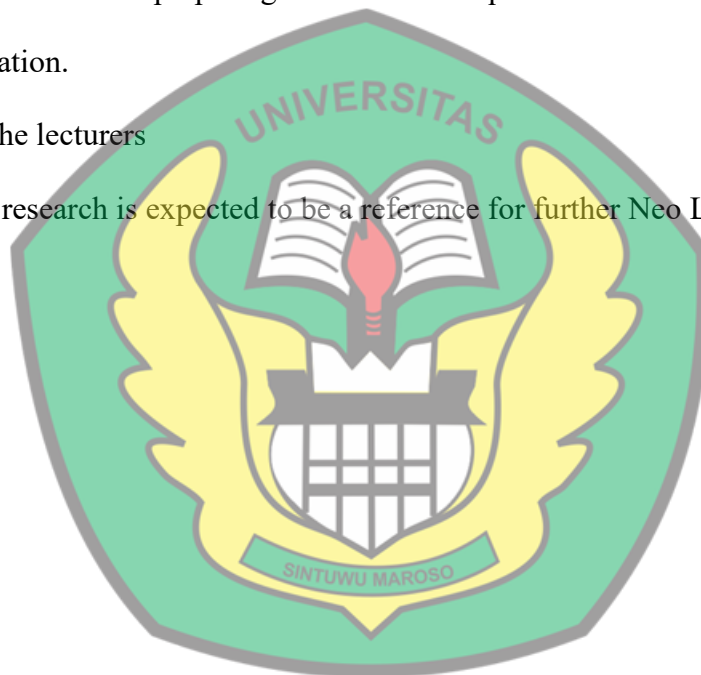 ation.
he lecturers
research is expected to be a reference for further Neo L
UNIVERSITAS
SINTUWU MAROSO